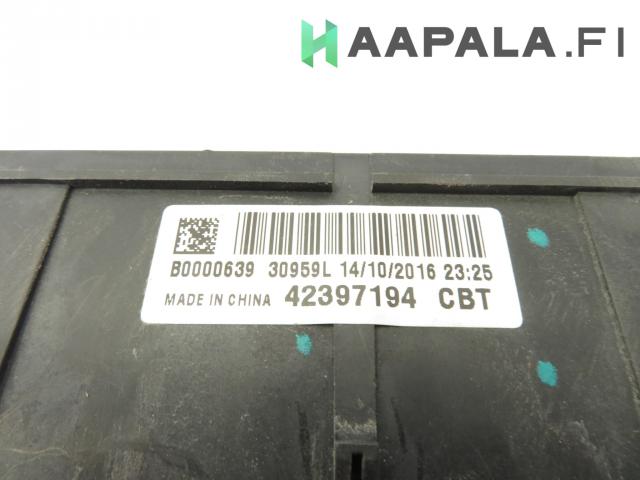 HAAPALA.FI
B0000639 30959L 14/10/2016 23:25
MADE IN CHINA 42397194 CBT